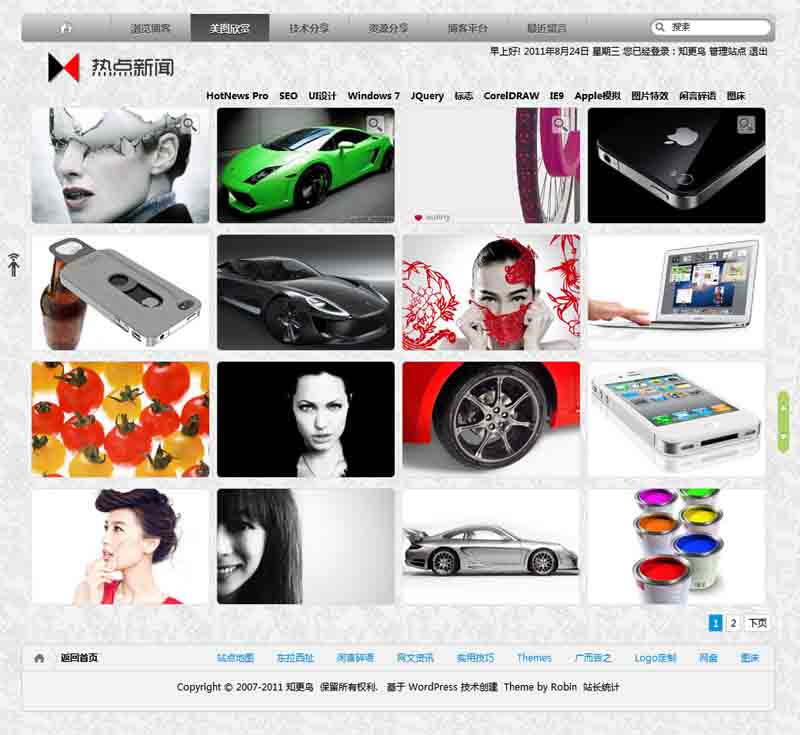 浏览博客 美图欣赏 技术分享 资源分享 博客平台 最近留言 搜索
早上好! 2011年8月24日 星期三 您已经登录：知更鸟 管理站点 退出
热点新闻
HotNews Pro SEO UI设计 Windows 7 JQuery 标志 CorelDRAW IE9 Apple模拟 图片特效 闲言碎语 图床
1 2 下页
返回首页 站点地图 东拉西扯 闲言碎语 网文资讯 实用技巧 Themes 广而告之 Logo定制 网盘 图床
Copyright © 2007-2011 知更鸟 保留所有权利. 基于 WordPress 技术创建 Theme by Robin 站长统计